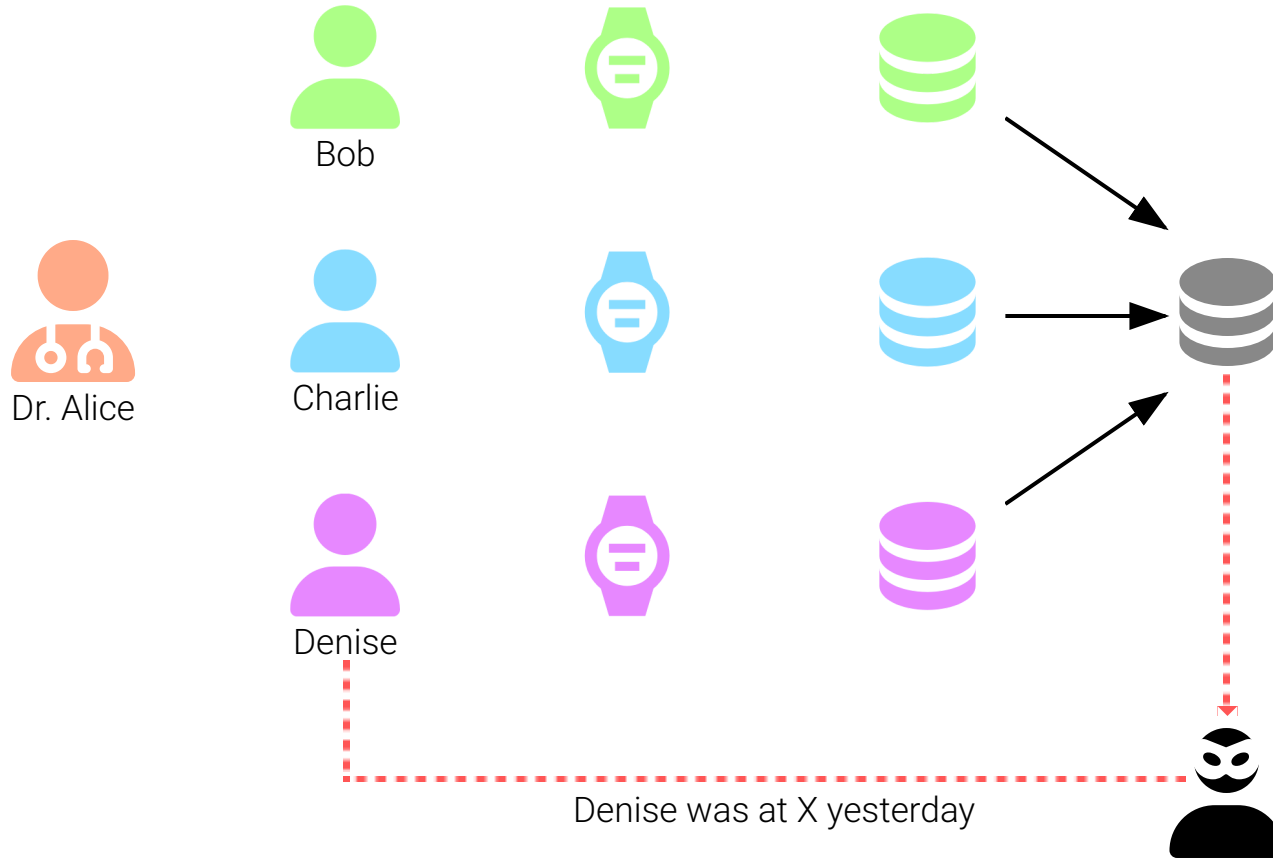 Bob
Dr. Alice
Charlie
Denise
Denise was at X yesterday